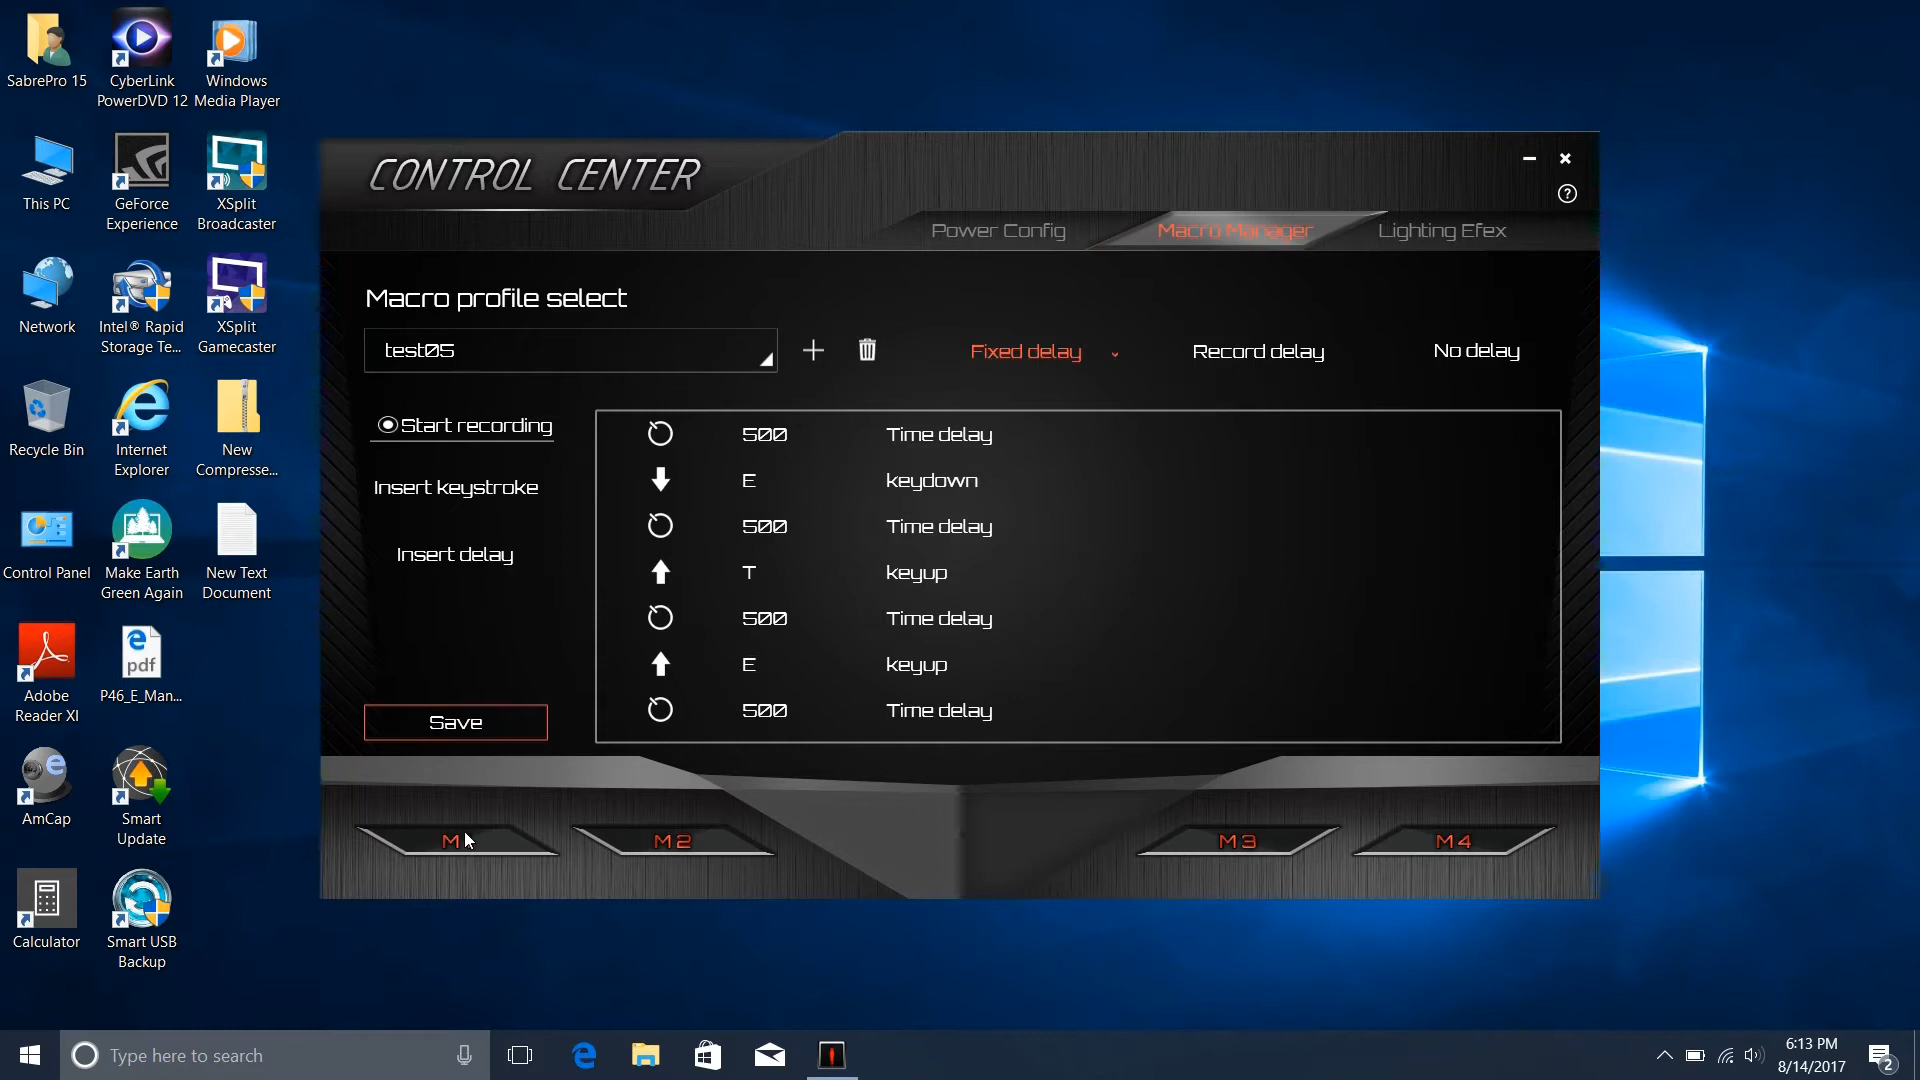 SabrePro 15
CyberLink
PowerDVD 12
Windows
Media Player
This PC
GeForce
Experience
XSplit
Broadcaster
Network
Intel® Rapid
Storage Te...
XSplit
Gamecaster
Recycle Bin
Internet
Explorer
New
Compresse...
Control Panel
Make Earth
Green Again
New Text
Document
Adobe
Reader XI
pdf
P46_E_Man...
AmCap
Smart
Update
Calculator
Smart USB
Backup
CONTROL CENTER
Power Config
Macro Manager
Lighting Efex
Macro profile select
test05
Fixed delay
Record delay
No delay
Start recording
Insert keystroke
Insert delay
Save
500 Time delay
E keydown
500 Time delay
T keyup
500 Time delay
E keyup
500 Time delay
M
M2
M3
M4
Type here to search
6:13 PM
8/14/2017
2